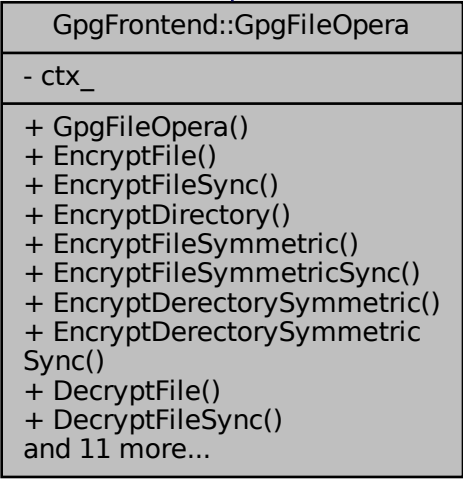 GpgFrontend::GpgFileOpera
- ctx_
+ GpgFileOpera()
+ EncryptFile()
+ EncryptFileSync()
+ EncryptDirectory()
+ EncryptFileSymmetric()
+ EncryptFileSymmetricSync()
+ EncryptDerectorySymmetric()
+ EncryptDerectorySymmetric
Sync()
+ DecryptFile()
+ DecryptFileSync()
and 11 more...